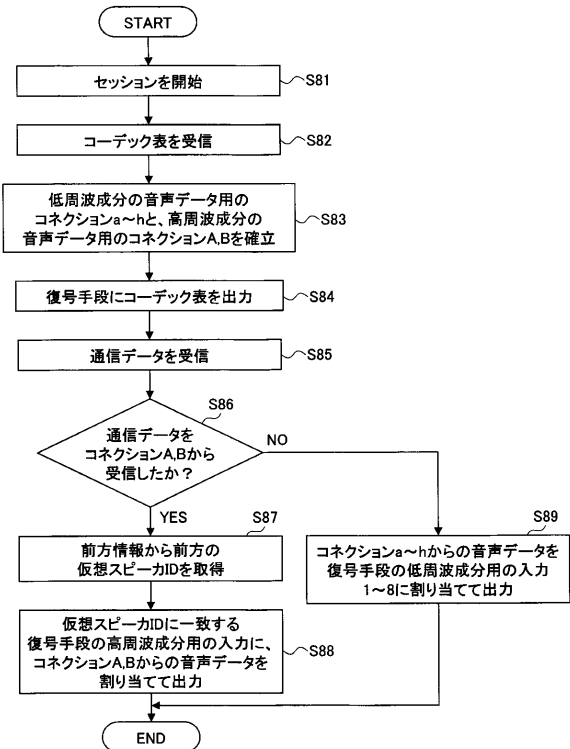 START
セッションを開始
S81
コーデック表を受信
S82
低周波成分の音声データ用の
コネクションa～hと、高周波成分の
音声データ用のコネクションA,Bを確立
S83
復号手段にコーデック表を出力
S84
通信データを受信
S85
S86
通信データを
コネクションA,Bから
受信したか？
NO
YES
S87
前方情報から前方の
仮想スピーカIDを取得
S89
コネクションa～hからの音声データを
復号手段の低周波成分用の入力
1～8に割り当てて出力
仮想スピーカIDに一致する
復号手段の高周波成分用の入力に、
コネクションA,Bからの音声データを
割り当てて出力
S88
END